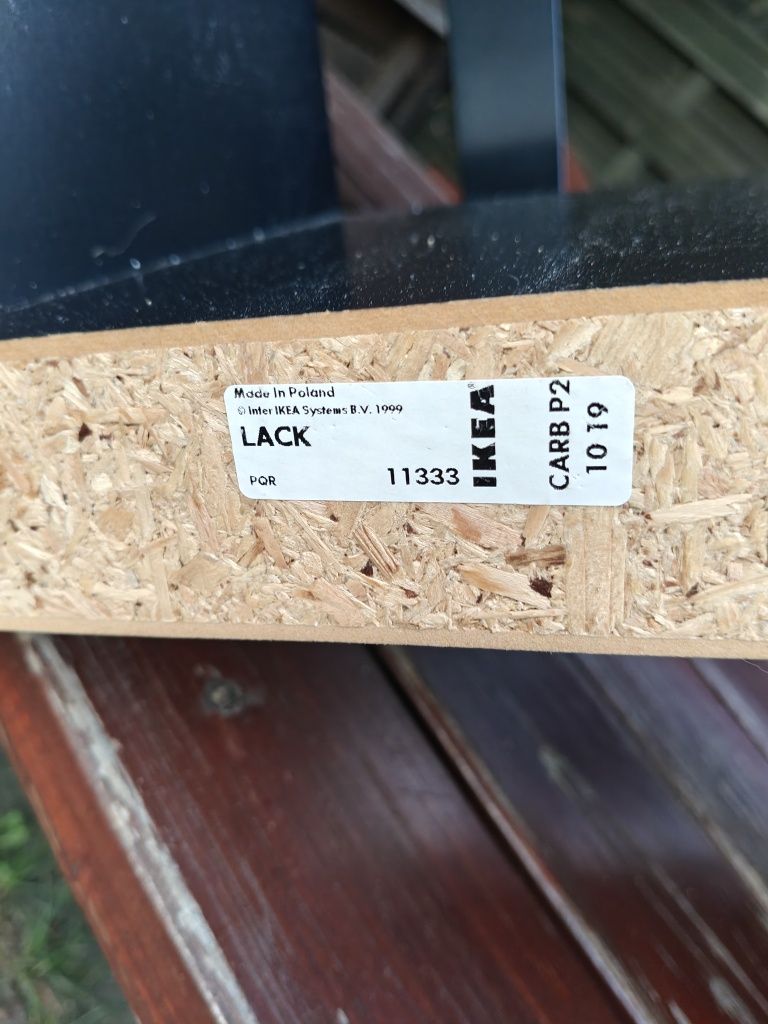 Made In Poland
© Inter IKEA Systems B.V. 1999
LACK
PQR
11333
IKEA®
CARB P2
10 19